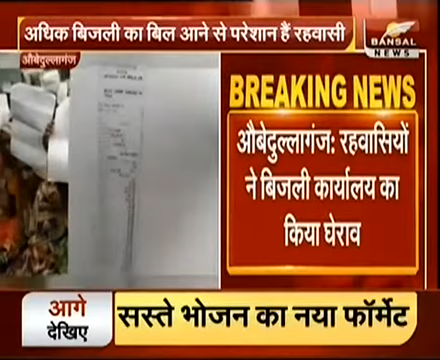 अधिक बिजली का बिल आने से परेशान हैं रहवासी
BANSAL
NEWS
औबेदुल्लागंज
BREAKING NEWS
औबेदुल्लागंज: रहवासियों
ने बिजली कार्यालय का
किया घेराव
आगे
देखिए
सस्ते भोजन का नया फॉर्मेट